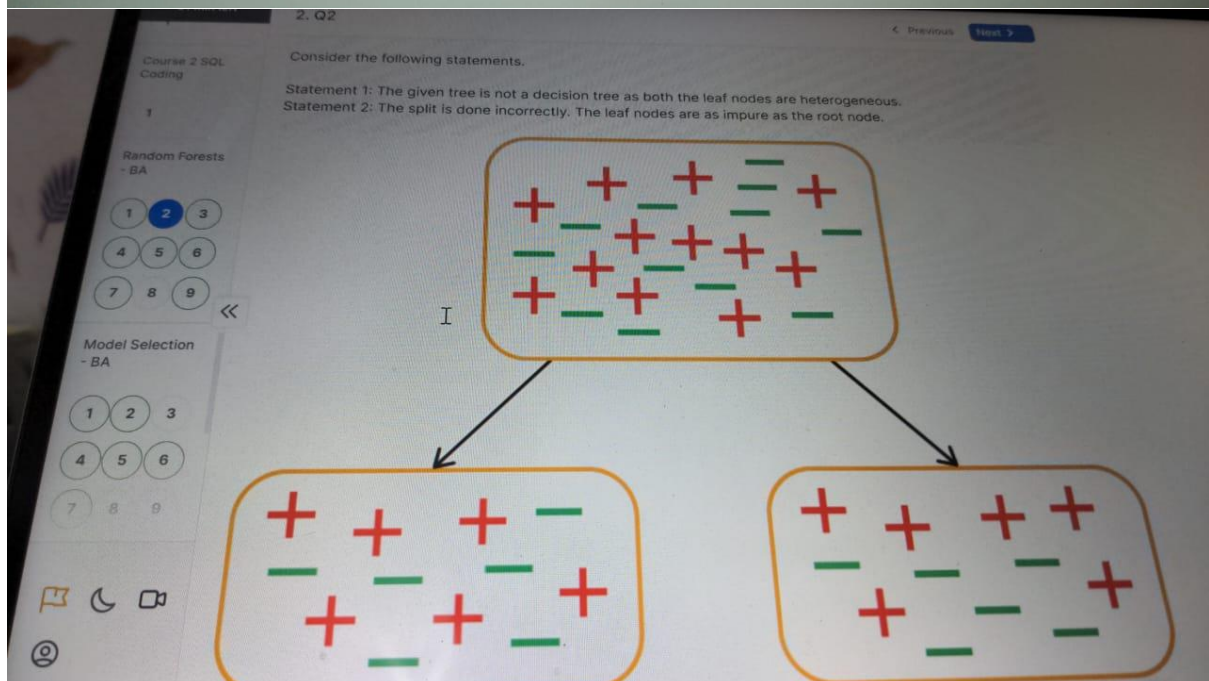 2. Q2
Previous
Next
Course 2 SQL
Coding
1
Consider the following statements.
Statement 1: The given tree is not a decision tree as both the leaf nodes are heterogeneous.
Statement 2: The split is done incorrectly. The leaf nodes are as impure as the root node.
Random Forests
- BA
1 2 3
4 5 6
7 8 9
Model Selection
- BA
1 2 3
4 5 6
7 8 9